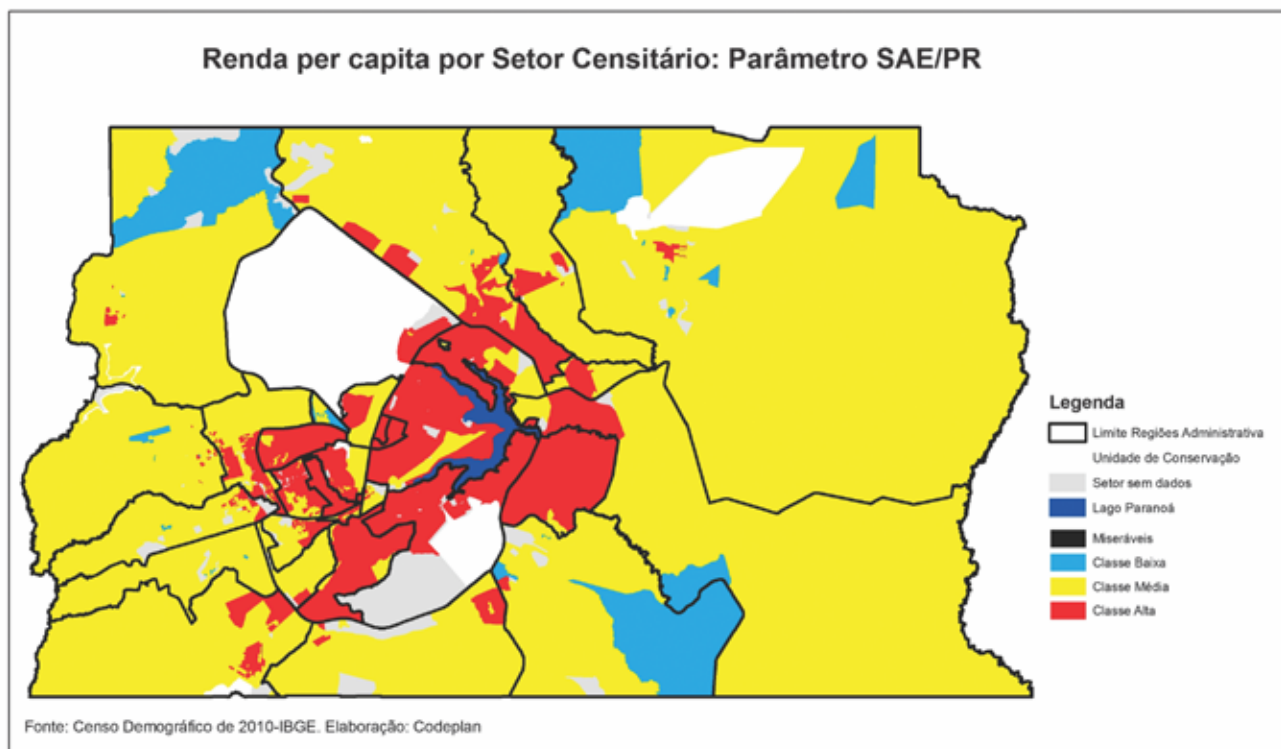 Renda per capita por Setor Censitário: Parâmetro SAE/PR
Legenda
Limite Regiões Administrativa
Unidade de Conservação
Setor sem dados
Lago Paranoá
Miseráveis
Classe Baixa
Classe Média
Classe Alta
Fonte: Censo Demográfico de 2010-IBGE. Elaboração: Codeplan